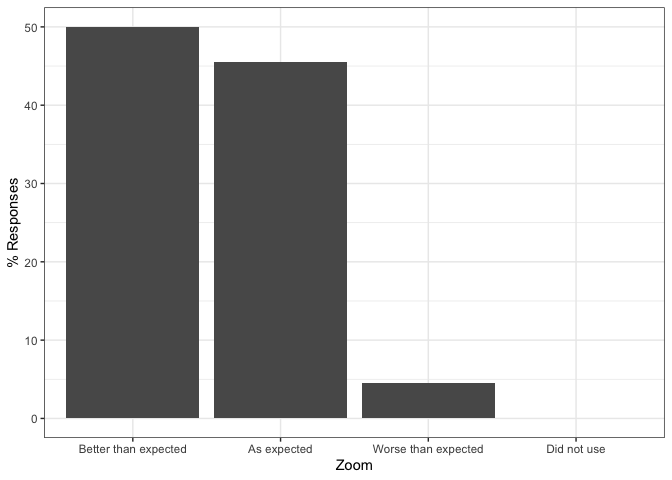 50
40
30
20
10
0
% Responses
Better than expected As expected Worse than expected Did not use
Zoom